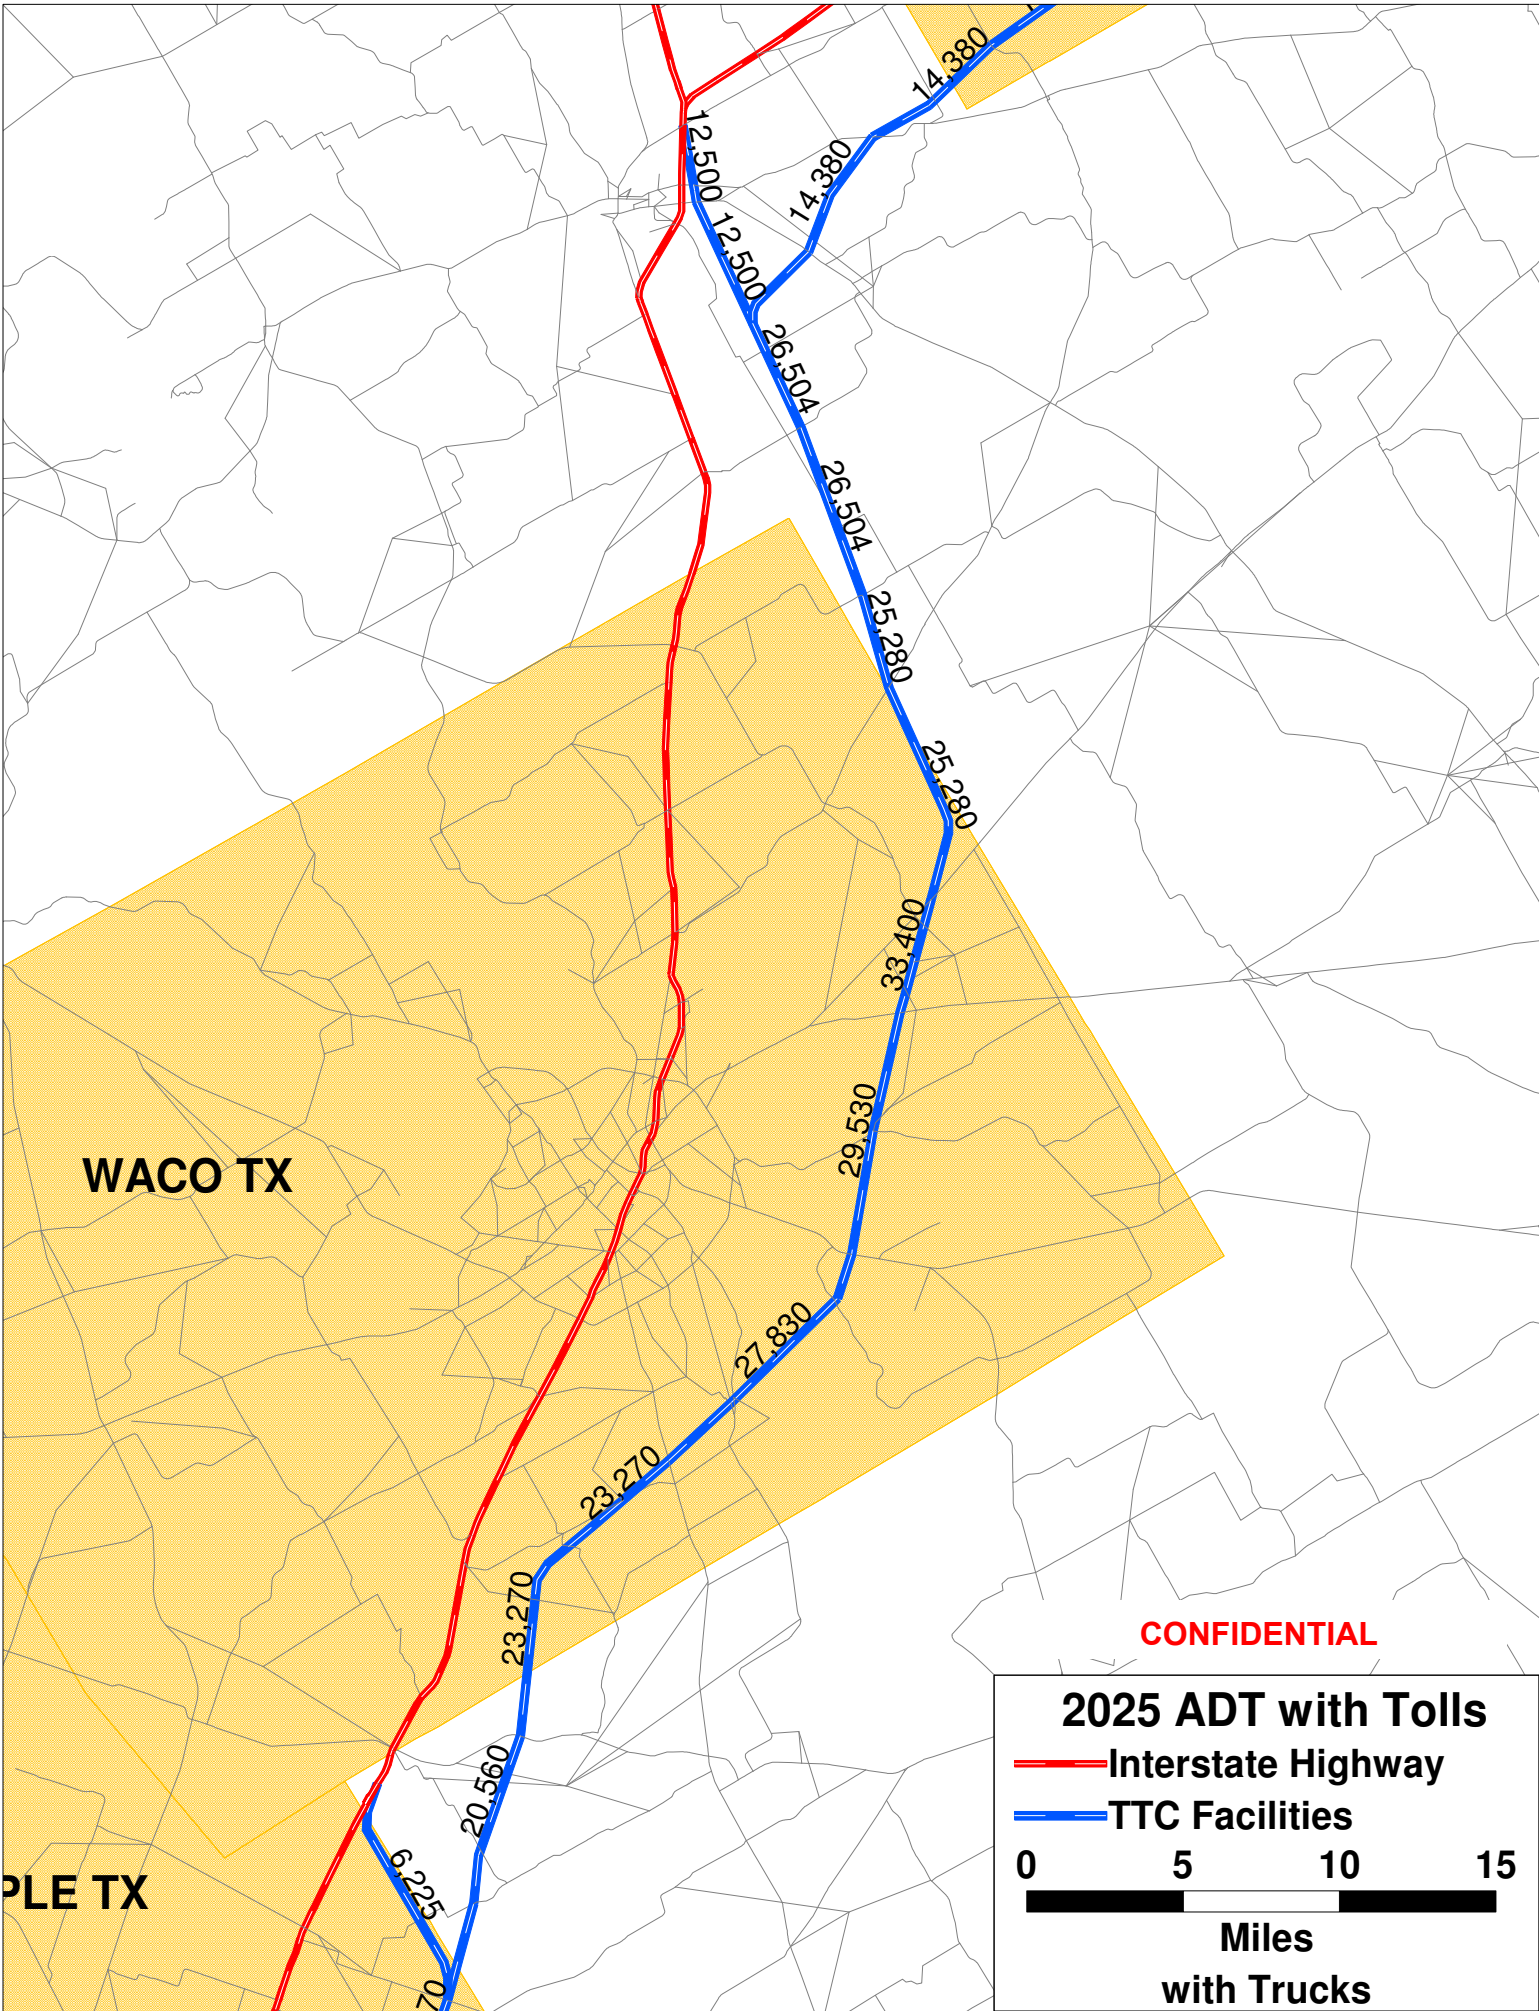 14,380
12,500
14,380
12,500
26,504
26,504
25,280
25,280
33,400
29,530
WACO TX
27,830
23,270
23,270
CONFIDENTIAL
2025 ADT with Tolls
Interstate Highway
TTC Facilities
0 5 10 15
Miles
with Trucks
20,560
6,225
PLE TX
70